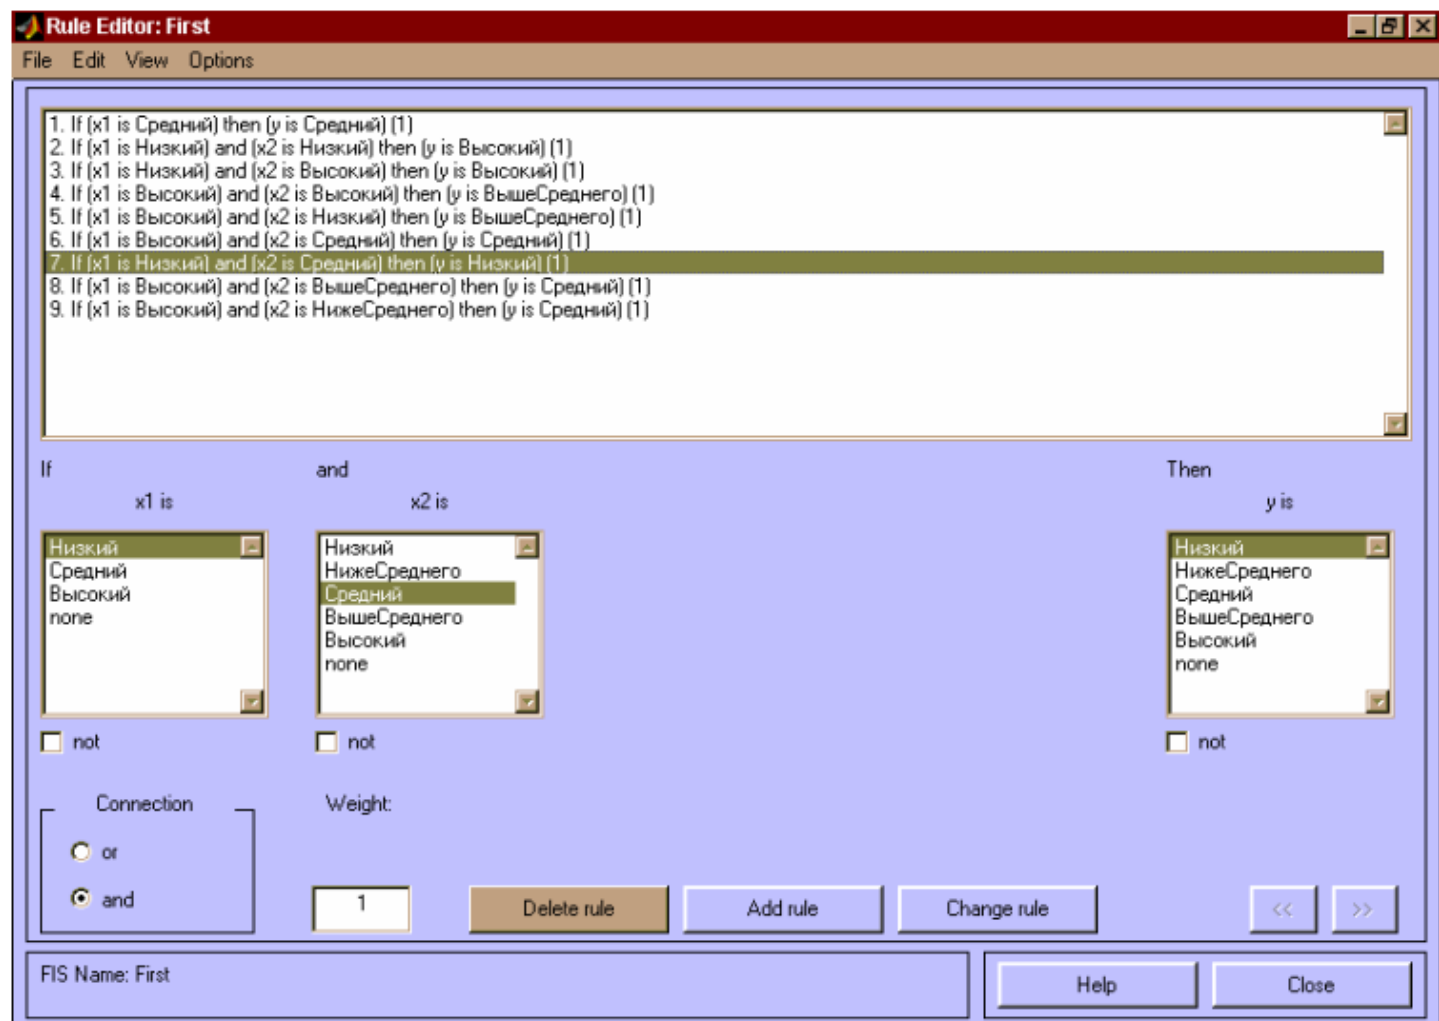 Rule Editor: First
File Edit View Options
1. If (x1 is Средний) then (y is Средний) (1)
2. If (x1 is Низкий) and (x2 is Низкий) then (y is Высокий) (1)
3. If (x1 is Низкий) and (x2 is Высокий) then (y is Высокий) (1)
4. If (x1 is Высокий) and (x2 is Высокий) then (y is ВышеСреднего) (1)
5. If (x1 is Высокий) and (x2 is Низкий) then (y is ВышеСреднего) (1)
6. If (x1 is Высокий) and (x2 is Средний) then (y is Средний) (1)
7. If (x1 is Низкий) and (x2 is Средний) then (y is Низкий) (1)
8. If (x1 is Высокий) and (x2 is ВышеСреднего) then (y is Средний) (1)
9. If (x1 is Высокий) and (x2 is НижеСреднего) then (y is Средний) (1)
If and Then
x1 is x2 is y is
Низкий Низкий Низкий
Средний НижеСреднего НижеСреднего
Высокий Средний Средний
none ВышеСреднего ВышеСреднего
Высокий Высокий
none none
not not not
Connection Weight:
or
and 1 Delete rule Add rule Change rule << >>
FIS Name: First Help Close